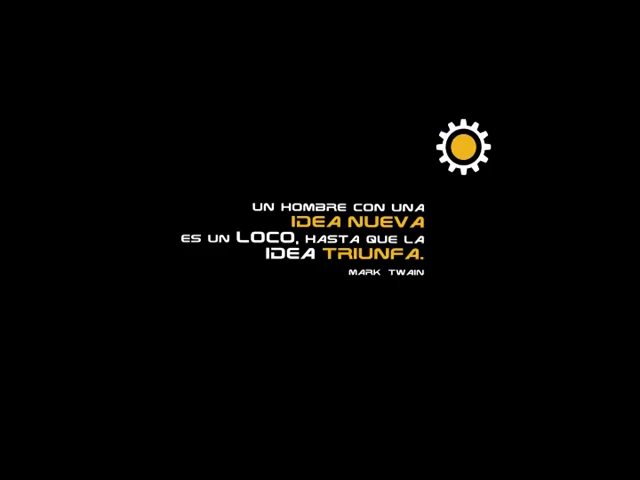 UN HOMBRE CON UNA
IDEA NUEVA
ES UN LOCO, HASTA QUE LA
IDEA TRIUNFA.
MARK TWAIN